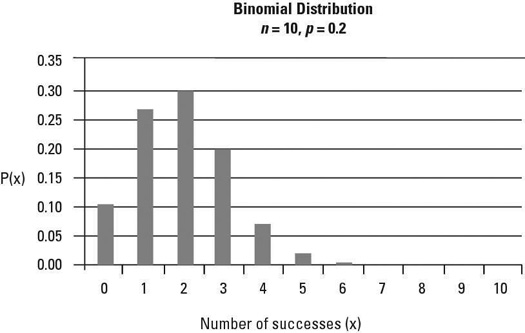 Binomial Distribution
n = 10, p = 0.2
0.35
0.30
0.25
0.20
0.15
0.10
0.05
0.00
P(x)
0 1 2 3 4 5 6 7 8 9 10
Number of successes (x)